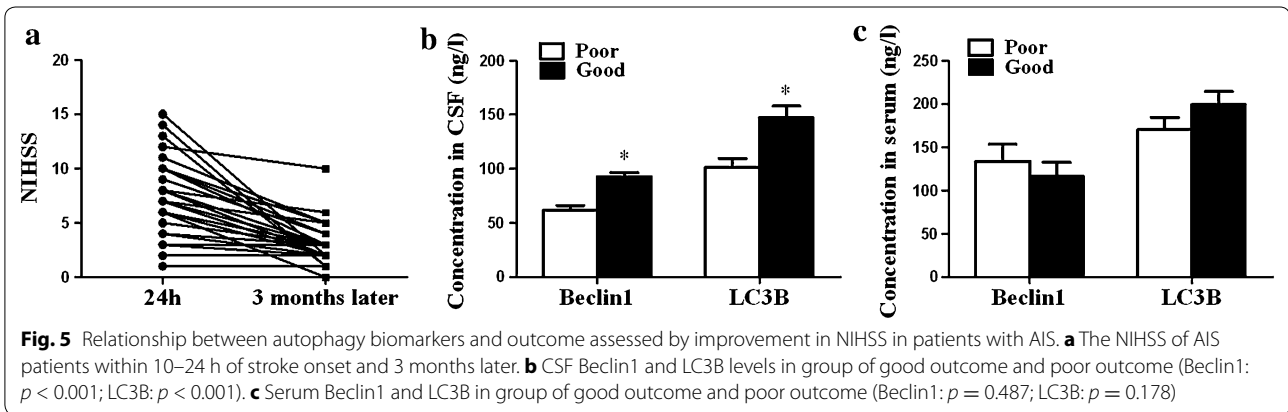 a
20
15
10
5
0
NIHSS
24h
3 months later
b
Poor
Good
200
150
100
50
0
Concentration in CSF (ng/l)
*
*
Beclin1
LC3B
c
Poor
Good
250
200
150
100
50
0
Concentration in serum (ng/l)
Beclin1
LC3B
Fig. 5 Relationship between autophagy biomarkers and outcome assessed by improvement in NIHSS in patients with AIS. a The NIHSS of AIS
patients within 10–24 h of stroke onset and 3 months later. b CSF Beclin1 and LC3B levels in group of good outcome and poor outcome (Beclin1:
p < 0.001; LC3B: p < 0.001). c Serum Beclin1 and LC3B in group of good outcome and poor outcome (Beclin1: p = 0.487; LC3B: p = 0.178)